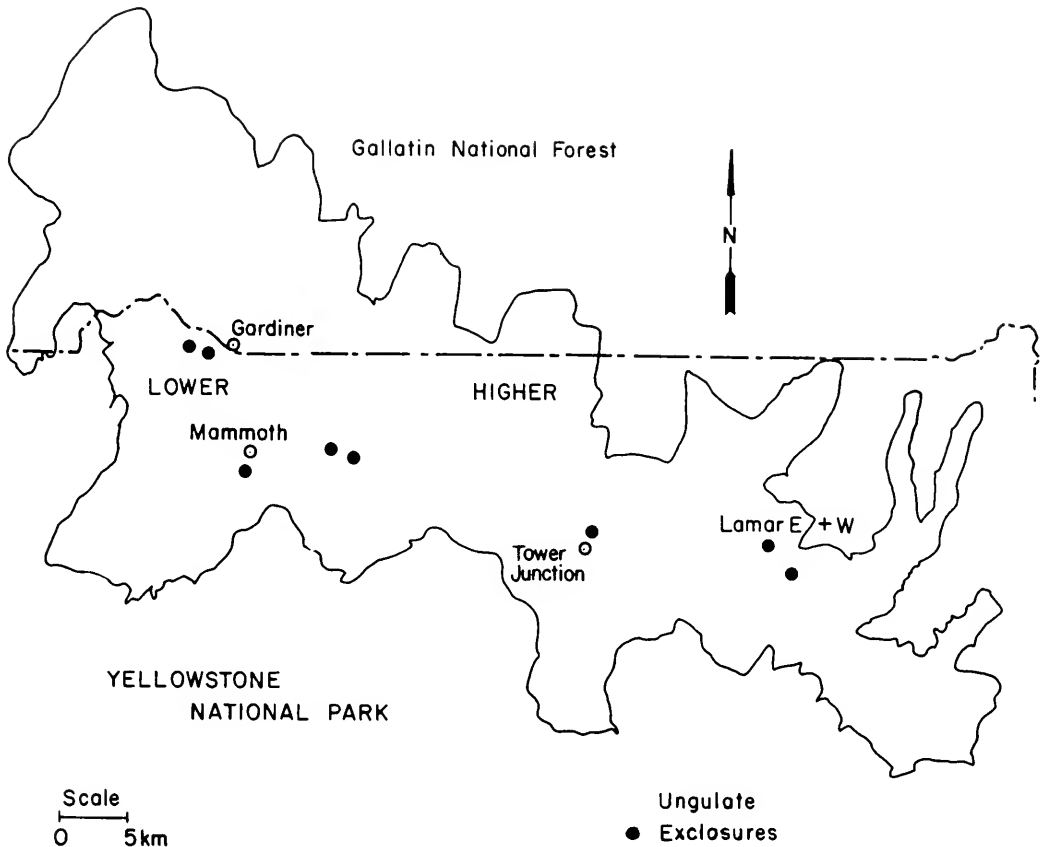 Gallatin National Forest
N
Gardiner
LOWER
HIGHER
Mammoth
Lamar E + W
Tower
Junction
YELLOWSTONE
NATIONAL PARK
Scale
0 5km
Ungulate
Exclosures